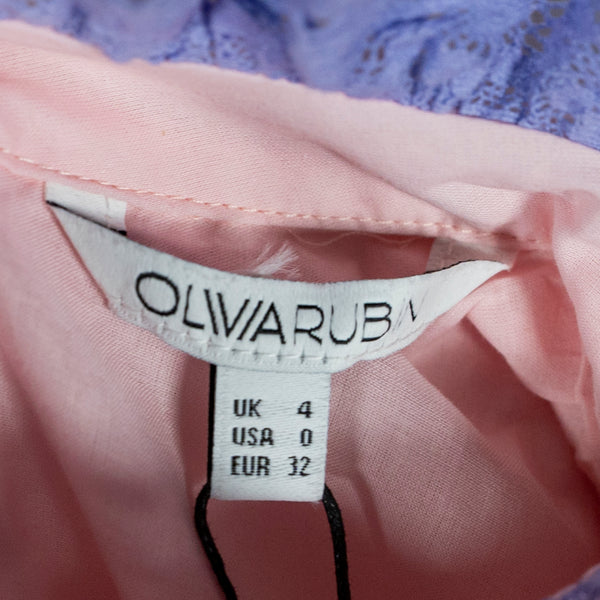 OLIVIARUBIN
UK 4
USA 0
EUR 32